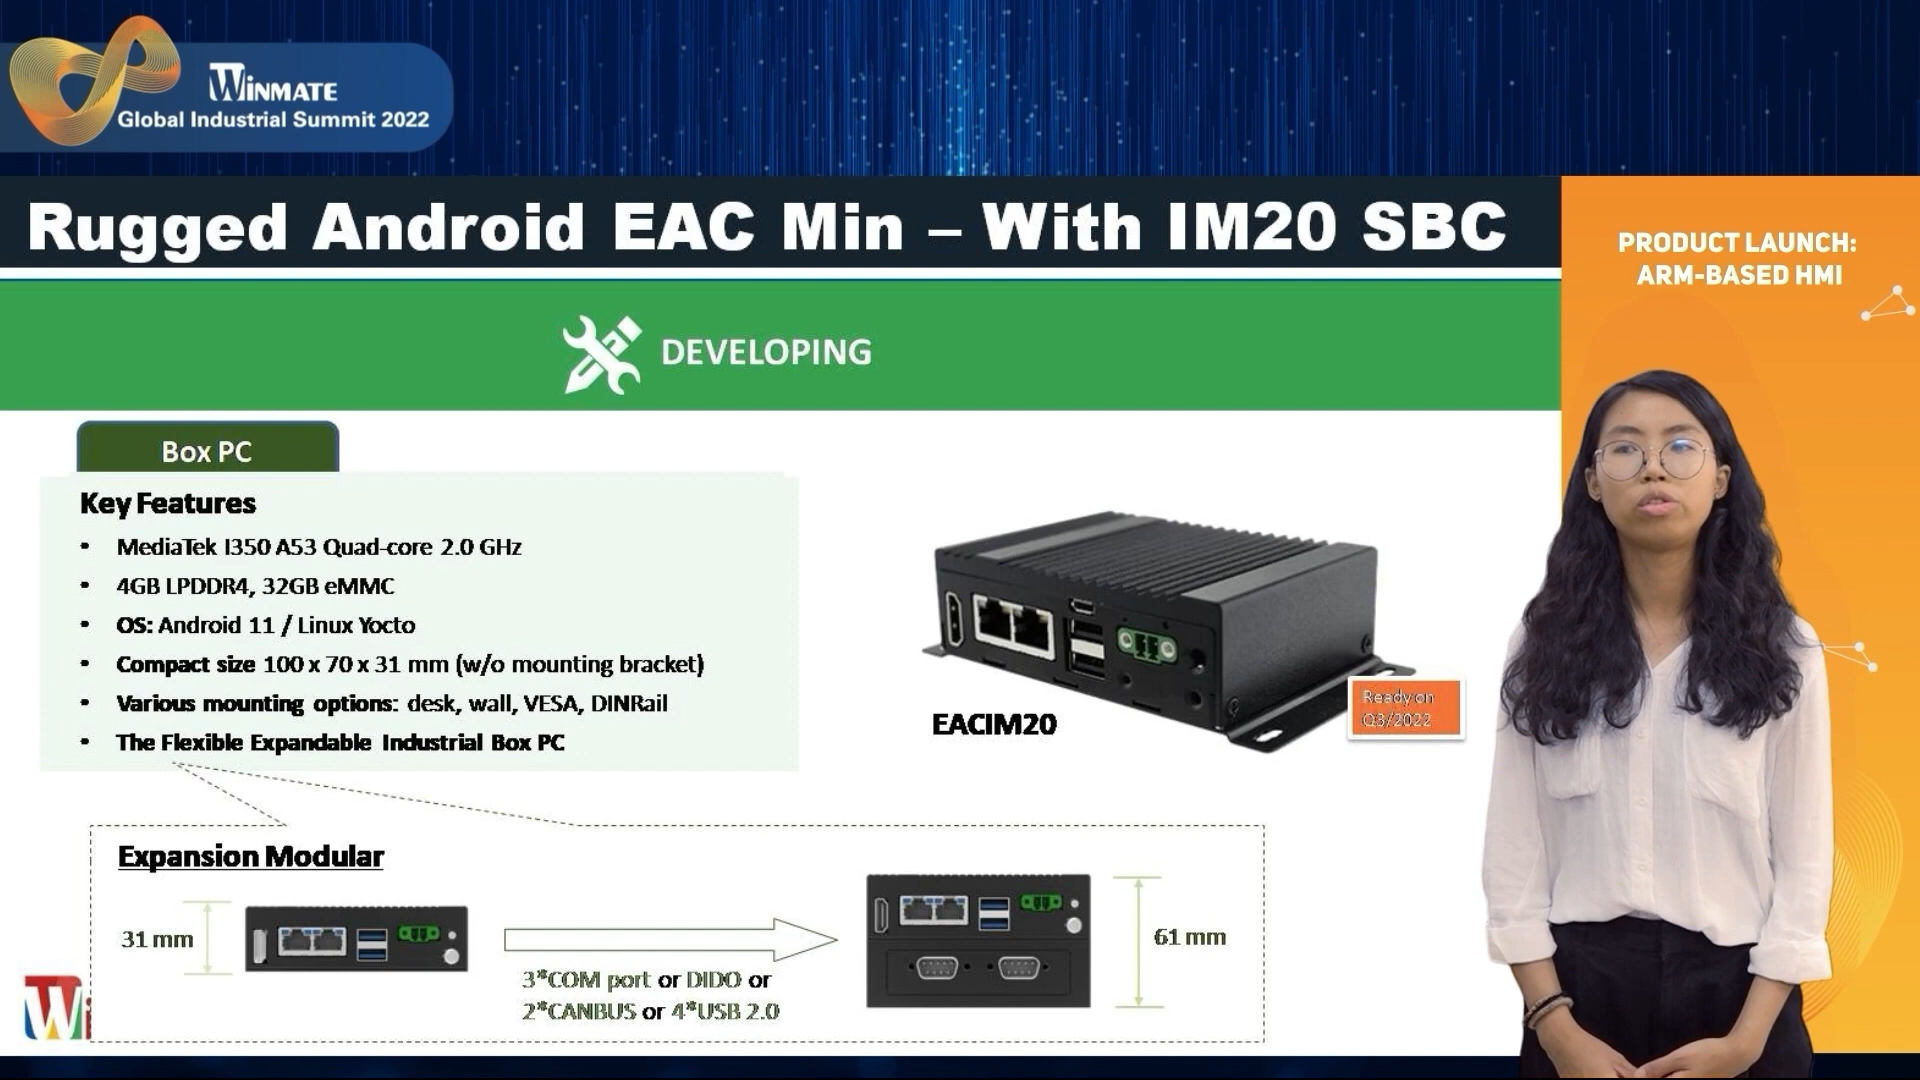 WINMATE
Global Industrial Summit 2022
Rugged Android EAC Min – With IM20 SBC
PRODUCT LAUNCH:
ARM-BASED HMI
DEVELOPING
Box PC
Key Features
• MediaTek I350 A53 Quad-core 2.0 GHz
• 4GB LPDDR4, 32GB eMMC
• OS: Android 11 / Linux Yocto
• Compact size 100 x 70 x 31 mm (w/o mounting bracket)
• Various mounting options: desk, wall, VESA, DINRail
• The Flexible Expandable Industrial Box PC
EACIM20
Ready on
Q3/2022
Expansion Modular
31 mm
3*COM port or DIDO or
2*CANBUS or 4*USB 2.0
61 mm
Wi